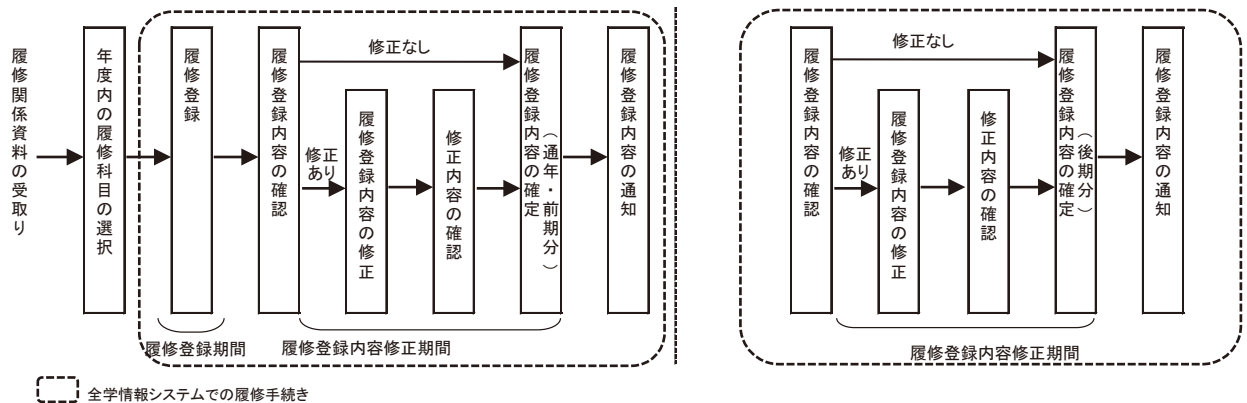 履修関係資料の受取り
年度内の履修科目の選択
履修登録
履修登録内容の確認
修正なし
修正
あり
履修登録内容の修正
修正内容の確認
履修登録内容の確定
（通年・前期分）
履修登録内容の通知
履修登録期間
履修登録内容修正期間
履修登録内容の確認
修正なし
修正
あり
履修登録内容の修正
修正内容の確認
履修登録内容の確定
（後期分）
履修登録内容の通知
履修登録内容修正期間
全学情報システムでの履修手続き